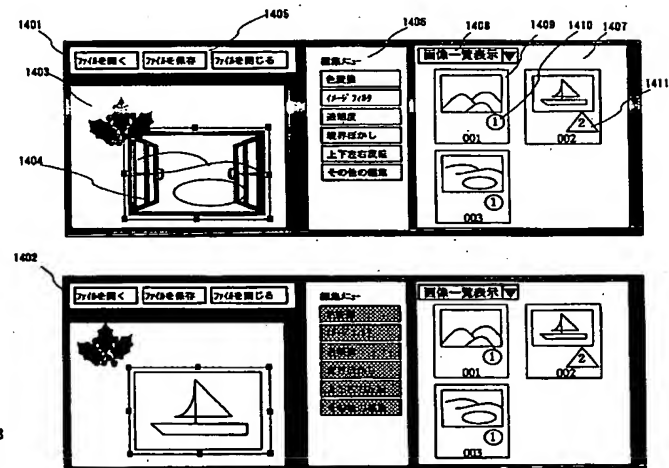 1401
1405
1406
1408
1409
1410
1407
ファイルを開く ファイルを保存 ファイルを閉じる
編集メニュー
画像一覧表示
1403
色変換
イメージフィルタ
透明度
境界ぼかし
上下左右反転
その他の編集
1404
1
001
2
002
1411
1
003
1402
ファイルを開く ファイルを保存 ファイルを閉じる
編集メニュー
画像一覧表示
1
001
2
002
1
003